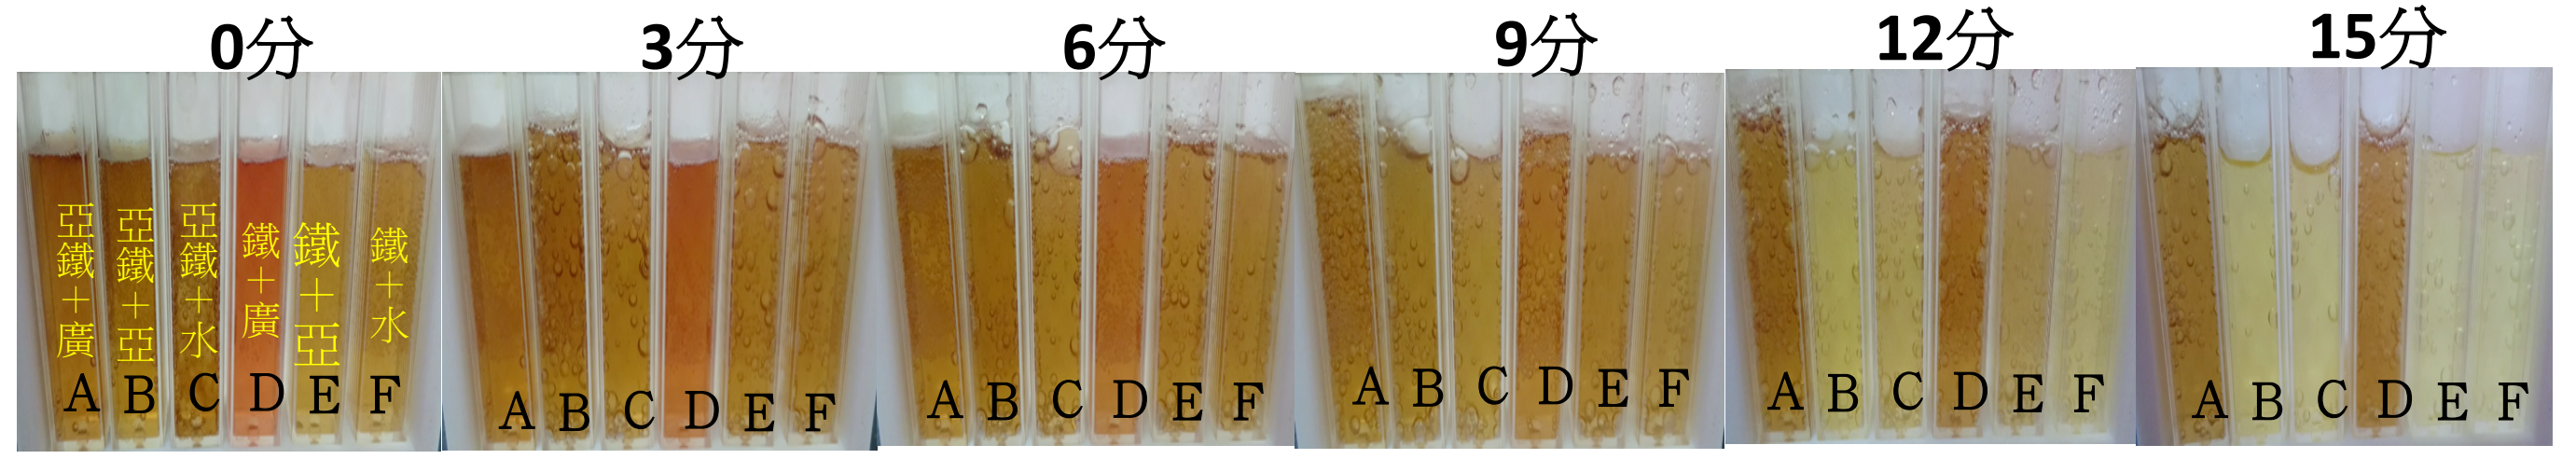 0分
3分
6分
9分
12分
15分
亞鐵+廣
亞鐵+亞
亞鐵+水
鐵+廣
鐵+亞
鐵+水
A B C D E F
A B C D E F
A B C D E F
A B C D E F
A B C D E F
A B C D E F